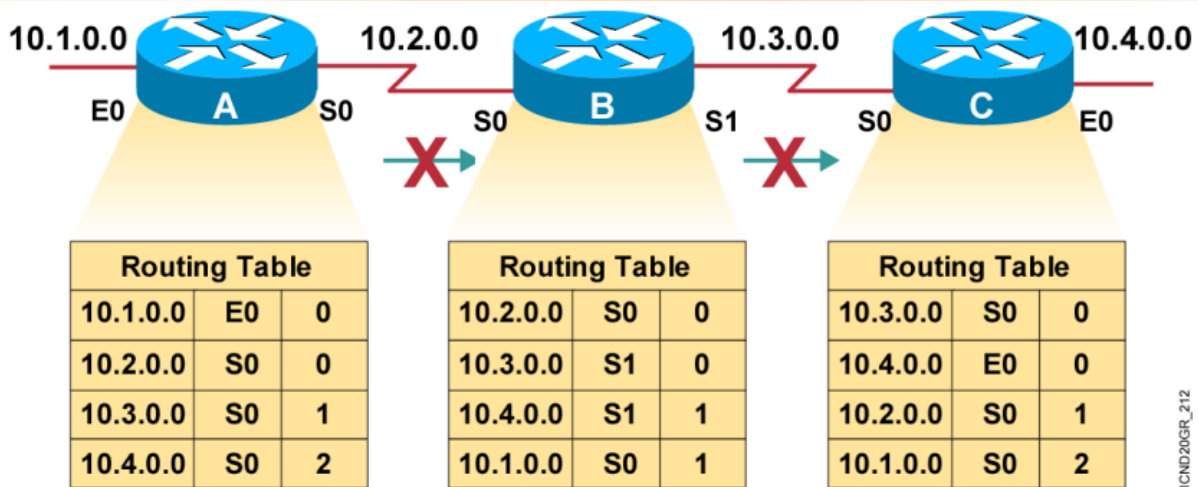 10.1.0.0 10.2.0.0 10.3.0.0 10.4.0.0
E0 A S0 S0 B S1 S0 C E0
X X
Routing Table Routing Table Routing Table
10.1.0.0 E0 0 10.2.0.0 S0 0 10.3.0.0 S0 0
10.2.0.0 S0 0 10.3.0.0 S1 0 10.4.0.0 E0 0
10.3.0.0 S0 1 10.4.0.0 S1 1 10.2.0.0 S0 1
10.4.0.0 S0 2 10.1.0.0 S0 1 10.1.0.0 S0 2
ICND20GR_212